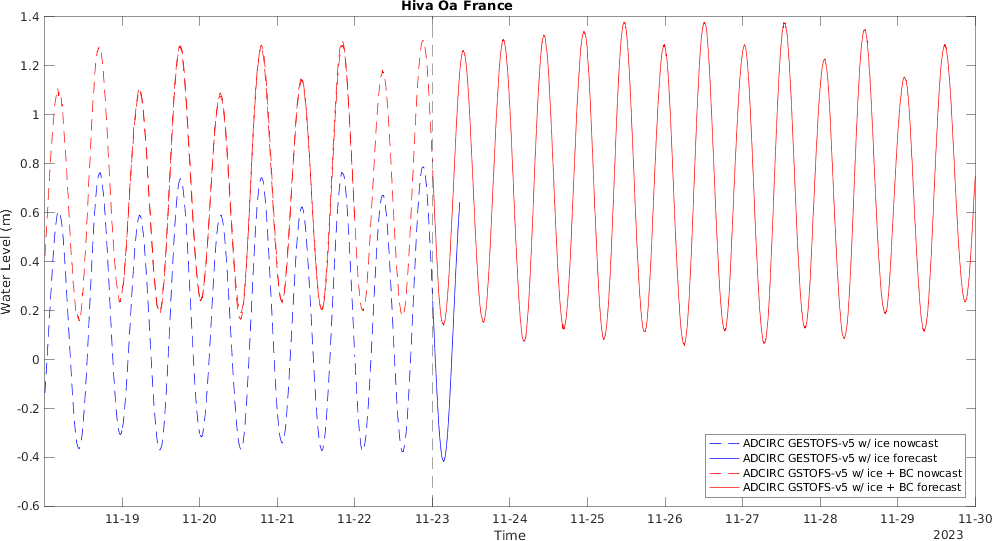 Hiva Oa France
1.4
1.2
1
0.8
0.6
0.4
0.2
0
-0.2
-0.4
-0.6
Water Level (m)
ADCIRC GESTOFS-v5 w/ ice nowcast
ADCIRC GESTOFS-v5 w/ ice forecast
ADCIRC GSTOFS-v5 w/ ice + BC nowcast
ADCIRC GSTOFS-v5 w/ ice + BC forecast
11-19 11-20 11-21 11-22 11-23 11-24 11-25 11-26 11-27 11-28 11-29 11-30
Time
2023